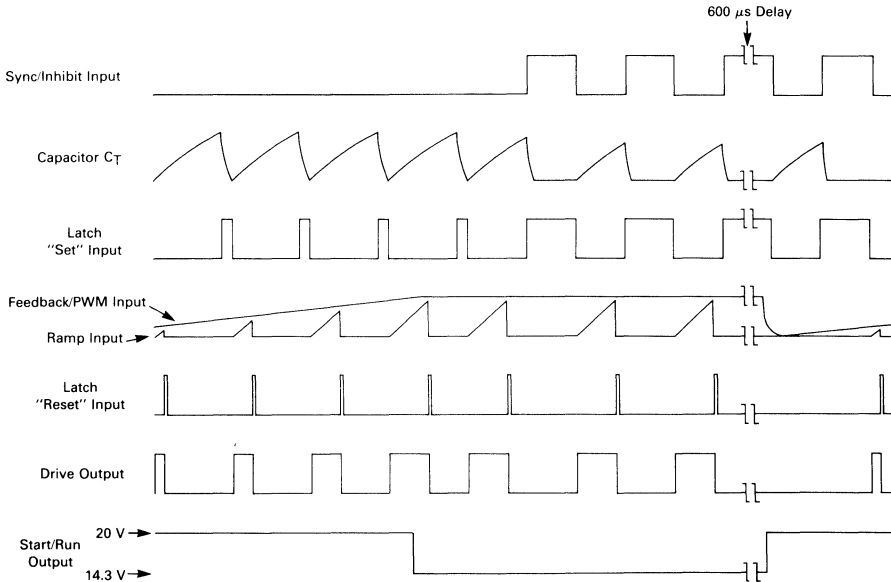 600 μs Delay
Sync/Inhibit Input
Capacitor CT
Latch
"Set" Input
Feedback/PWM Input
Ramp Input
Latch
"Reset" Input
Drive Output
20 V
Start/Run
Output
14.3 V